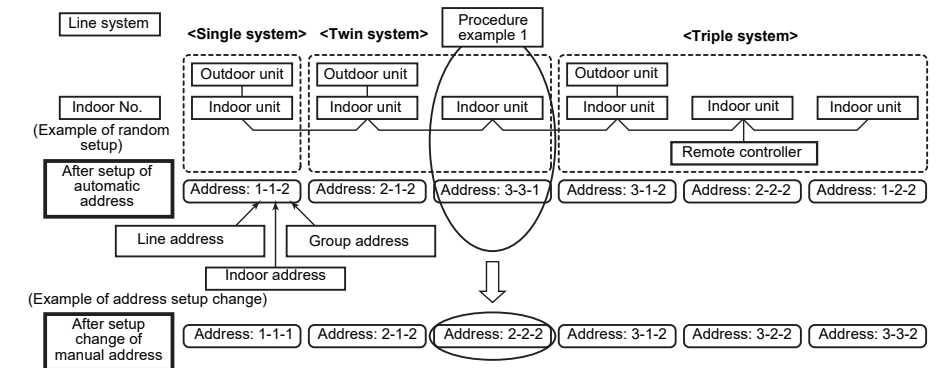 Line system
Procedure
example 1
<Single system>
<Twin system>
<Triple system>
Outdoor unit
Outdoor unit
Outdoor unit
Indoor No.
Indoor unit
Indoor unit
Indoor unit
Indoor unit
Indoor unit
Indoor unit
(Example of random
setup)
Remote controller
After setup of
automatic
address
Address: 1-1-2
Address: 2-1-2
Address: 3-3-1
Address: 3-1-2
Address: 2-2-2
Address: 1-2-2
Line address
Group address
Indoor address
(Example of address setup change)
After setup
change of
manual address
Address: 1-1-1
Address: 2-1-2
Address: 2-2-2
Address: 3-1-2
Address: 3-2-2
Address: 3-3-2